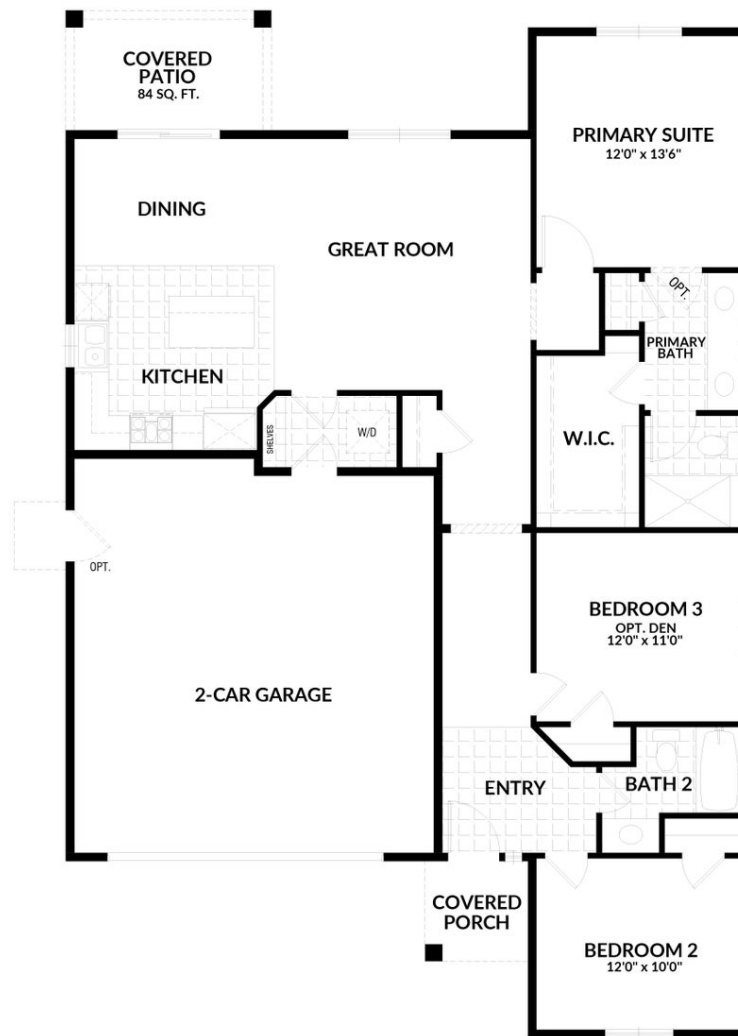 COVERED
PATIO
84 SQ. FT.
PRIMARY SUITE
12'0" x 13'6"
DINING
GREAT ROOM
OPT.
PRIMARY
BATH
KITCHEN
SHELVES
W/D
W.I.C.
OPT.
BEDROOM 3
OPT. DEN
12'0" x 11'0"
2-CAR GARAGE
ENTRY
BATH 2
COVERED
PORCH
BEDROOM 2
12'0" x 10'0"